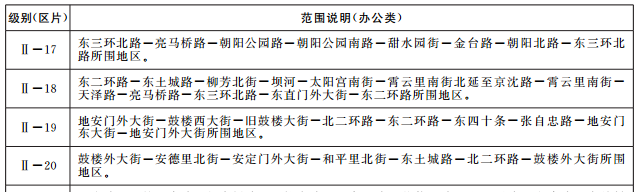 级别(区片) 范围说明(办公类)
Ⅱ－17 东三环北路－亮马桥路－朝阳公园路－朝阳公园南路－甜水园街－金台路－朝阳北路－东三环北
路所围地区。
Ⅱ－18 东二环路－东土城路－柳芳北街－坝河－太阳宫南街－霄云里南街北延至京沈路－霄云里南街－
天泽路－亮马桥路－东三环北路－东直门外大街－东二环路所围地区。
Ⅱ－19 地安门外大街－鼓楼西大街－旧鼓楼大街－北二环路－东二环路－东四十条－张自忠路－地安门
东大街－地安门外大街所围地区。
Ⅱ－20 鼓楼外大街－安德里北街－安定门外大街－和平里北街－东土城路－北二环路－鼓楼外大街所围
地区。